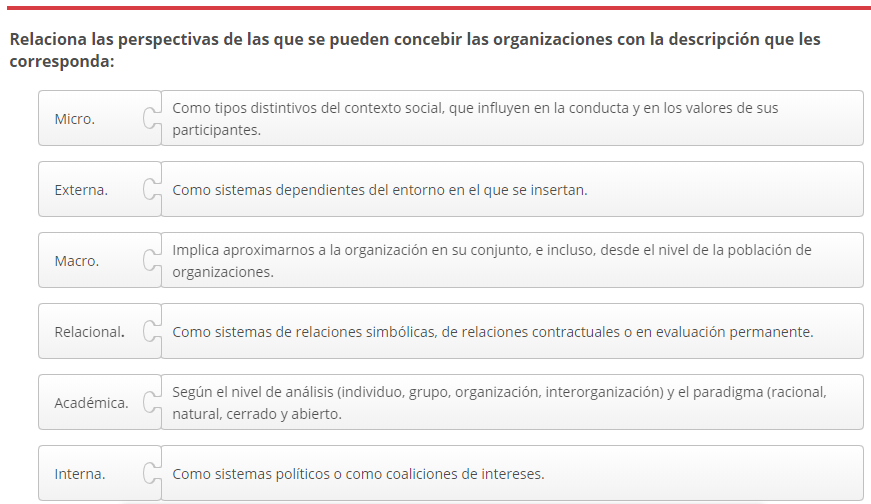 Relaciona las perspectivas de las que se pueden concebir las organizaciones con la descripción que les
corresponda:
Micro.
Como tipos distintivos del contexto social, que influyen en la conducta y en los valores de sus
participantes.
Externa.
Como sistemas dependientes del entorno en el que se insertan.
Macro.
Implica aproximarnos a la organización en su conjunto, e incluso, desde el nivel de la población de
organizaciones.
Relacional.
Como sistemas de relaciones simbólicas, de relaciones contractuales o en evaluación permanente.
Académica.
Según el nivel de análisis (individuo, grupo, organización, interorganización) y el paradigma (racional,
natural, cerrado y abierto.
Interna.
Como sistemas políticos o como coaliciones de intereses.